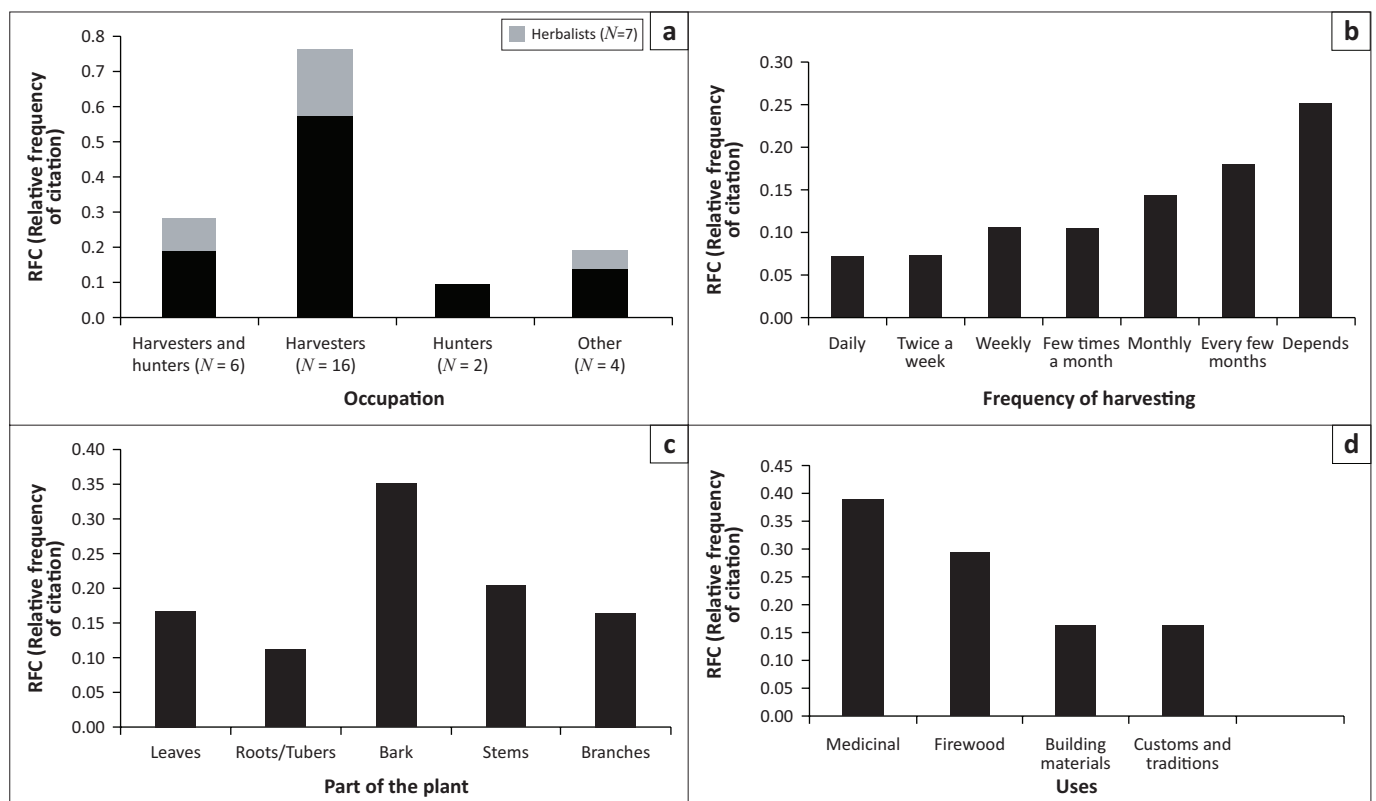 a
Herbalists (N=7)
RFC (Relative frequency
of citation)
0.8
0.7
0.6
0.5
0.4
0.3
0.2
0.1
0.0
Harvesters and
hunters (N = 6)
Harvesters
(N = 16)
Hunters
(N = 2)
Other
(N = 4)
Occupation
b
RFC (Relative frequency
of citation)
0.30
0.25
0.20
0.15
0.10
0.05
0.00
Daily
Twice a
week
Weekly
Few times
a month
Monthly
Every few
months
Depends
Frequency of harvesting
c
RFC (Relative frequency
of citation)
0.40
0.35
0.30
0.25
0.20
0.15
0.10
0.05
0.00
Leaves
Roots/Tubers
Bark
Stems
Branches
Part of the plant
d
RFC (Relative frequency
of citation)
0.45
0.40
0.35
0.30
0.25
0.20
0.15
0.10
0.05
0.00
Medicinal
Firewood
Building
materials
Customs and
traditions
Uses